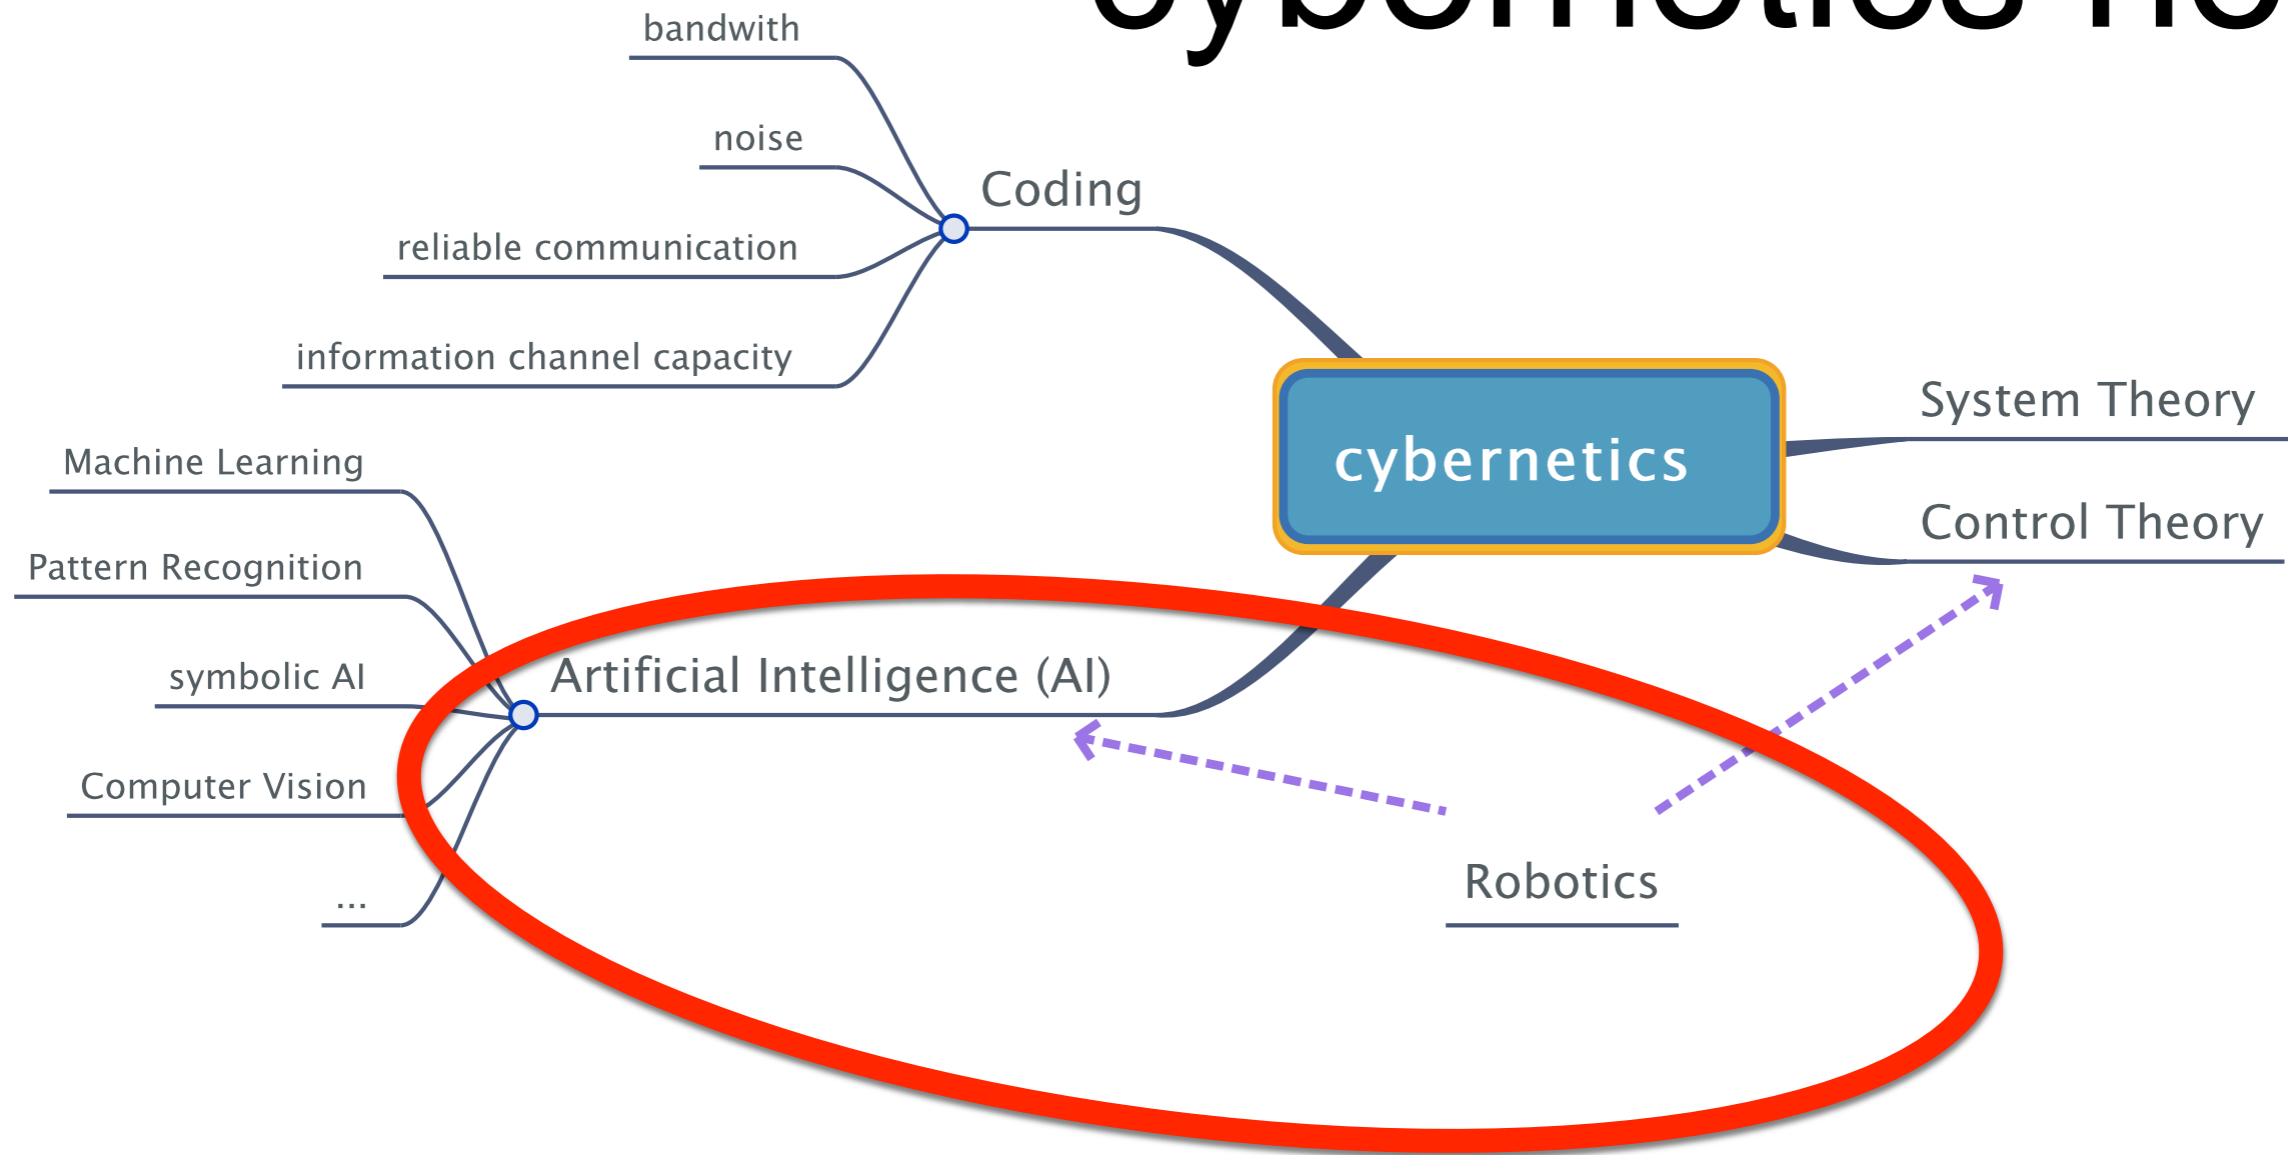 cybernetics
bandwith
noise
Coding
reliable communication
information channel capacity
System Theory
cybernetics
Control Theory
Machine Learning
Pattern Recognition
symbolic AI
Artificial Intelligence (AI)
Computer Vision
...
Robotics